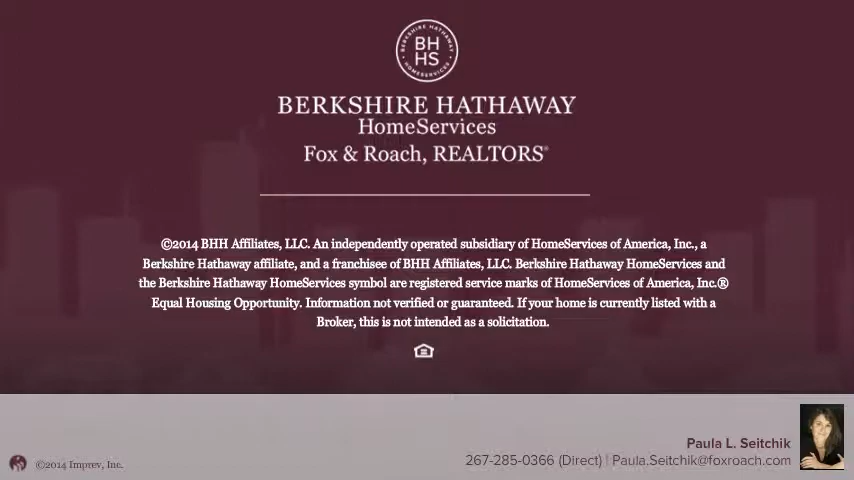 BERKSHIRE HATHAWAY
HOMESERVICES
BH
HS
BERKSHIRE HATHAWAY
HomeServices
Fox & Roach, REALTORS®
©2014 BHH Affiliates, LLC. An independently operated subsidiary of HomeServices of America, Inc., a
Berkshire Hathaway affiliate, and a franchisee of BHH Affiliates, LLC. Berkshire Hathaway HomeServices and
the Berkshire Hathaway HomeServices symbol are registered service marks of HomeServices of America, Inc.®
Equal Housing Opportunity. Information not verified or guaranteed. If your home is currently listed with a
Broker, this is not intended as a solicitation.
Paula L. Seitchik
267-285-0366 (Direct) | Paula.Seitchik@foxroach.com
©2014 Imprev, Inc.